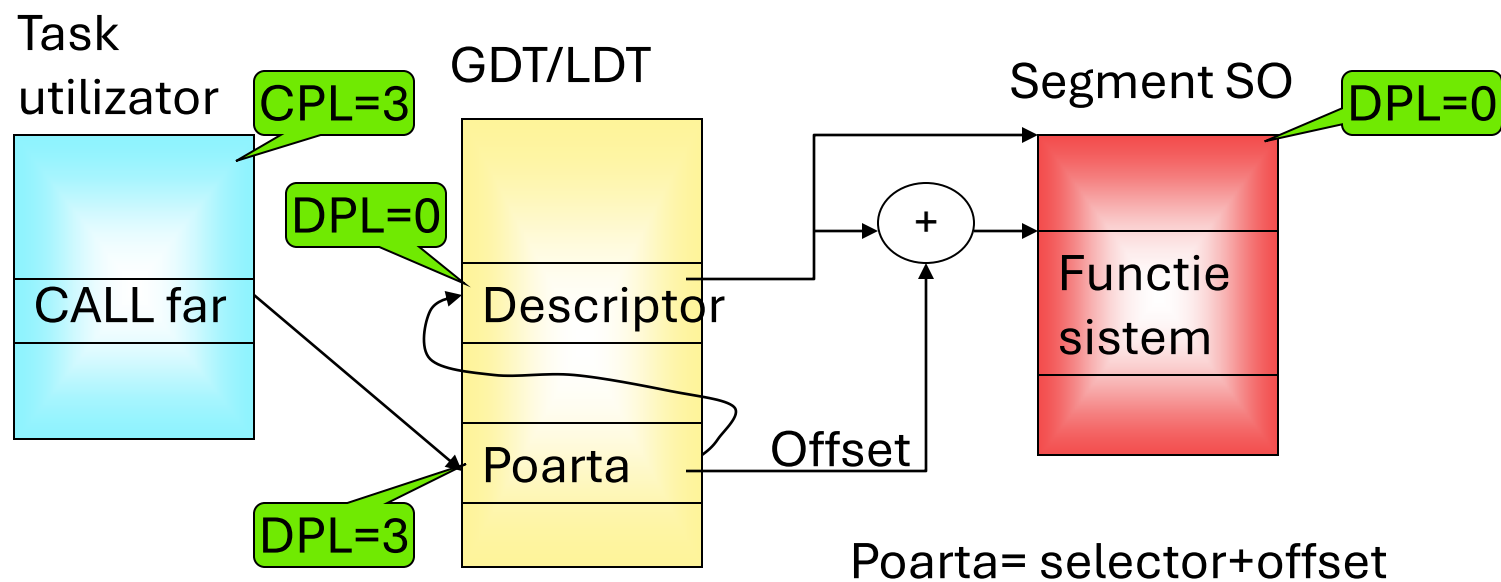 Task
utilizator
CPL=3
GDT/LDT
Segment SO
DPL=0
DPL=0
+
CALL far
Descriptor
Functie
sistem
Poarta
Offset
DPL=3
Poarta= selector+offset